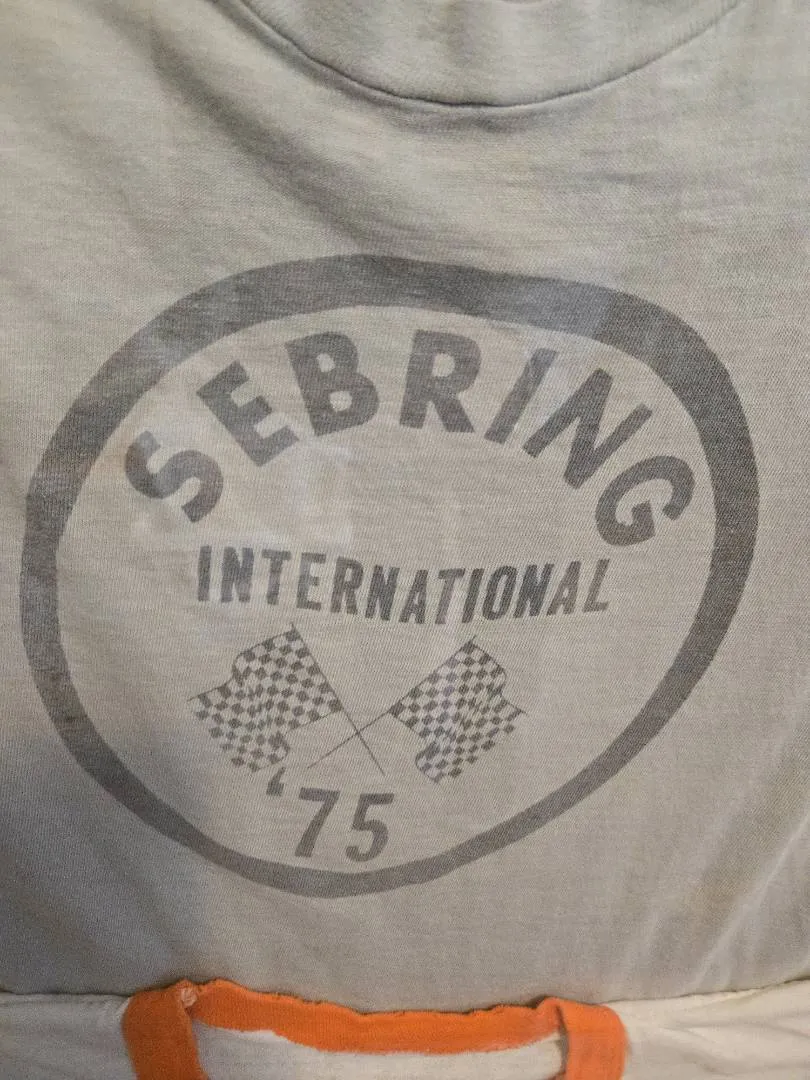 SEBRING
INTERNATIONAL
'75